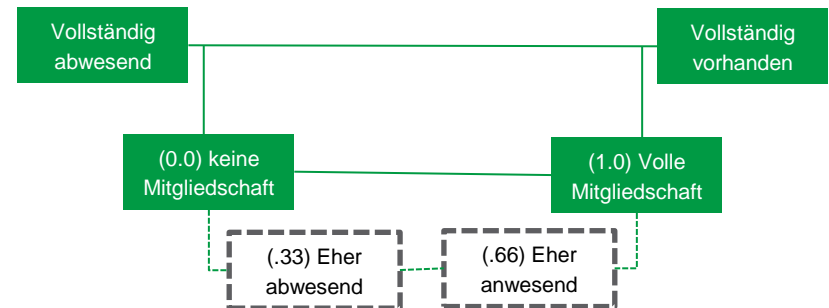 Vollständig
abwesend
Vollständig
vorhanden
(0.0) keine
Mitgliedschaft
(1.0) Volle
Mitgliedschaft
(.33) Eher
abwesend
(.66) Eher
anwesend